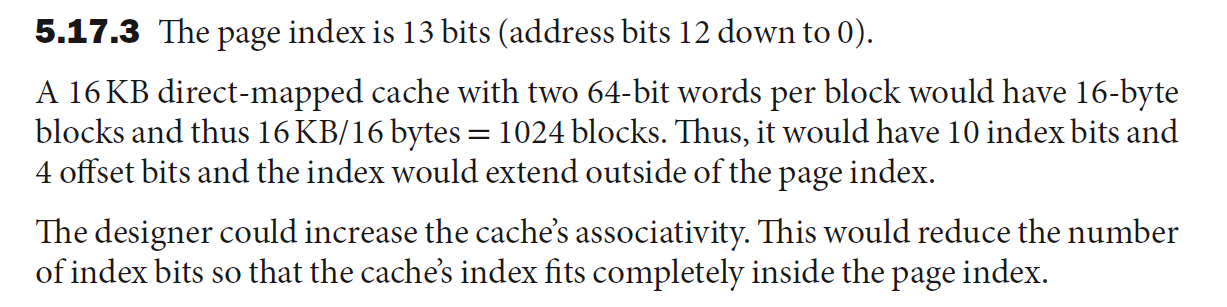 5.17.3 The page index is 13 bits (address bits 12 down to 0).
A 16 KB direct-mapped cache with two 64-bit words per block would have 16-byte
blocks and thus 16 KB/16 bytes = 1024 blocks. Thus, it would have 10 index bits and
4 offset bits and the index would extend outside of the page index.
The designer could increase the cache’s associativity. This would reduce the number
of index bits so that the cache’s index fits completely inside the page index.